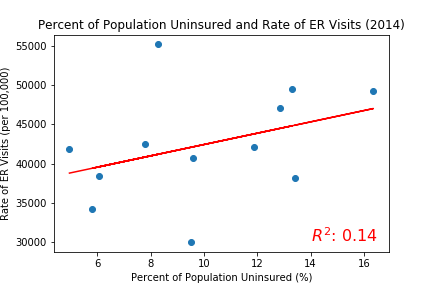 Percent of Population Uninsured and Rate of ER Visits (2014)
55000
50000
45000
40000
35000
30000
Rate of ER Visits (per 100,000)
R²: 0.14
6 8 10 12 14 16
Percent of Population Uninsured (%)